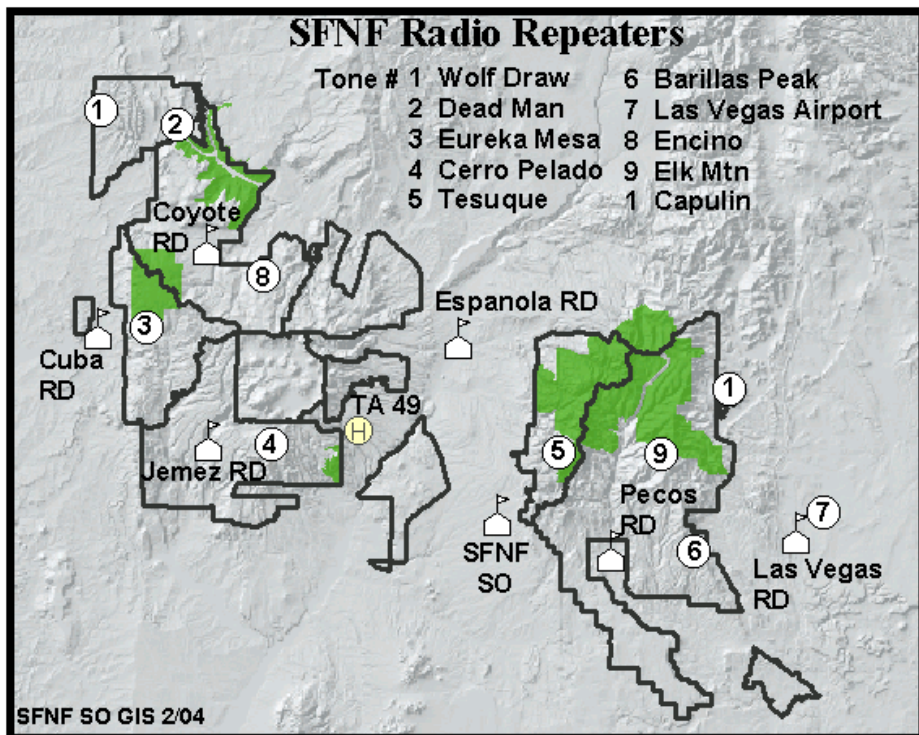 SFNF Radio Repeaters
Tone # 1 Wolf Draw
2 Dead Man
3 Eureka Mesa
4 Cerro Pelado
5 Tesuque
6 Barillas Peak
7 Las Vegas Airport
8 Encino
9 Elk Mtn
1 Capulin
1
2
Coyote
RD
8
3
Cuba
RD
Espanola RD
1
TA 49
H
4
Jemez RD
5
9
Pecos
RD
SFNF
SO
6
7
Las Vegas
RD
SFNF SO GIS 2/04